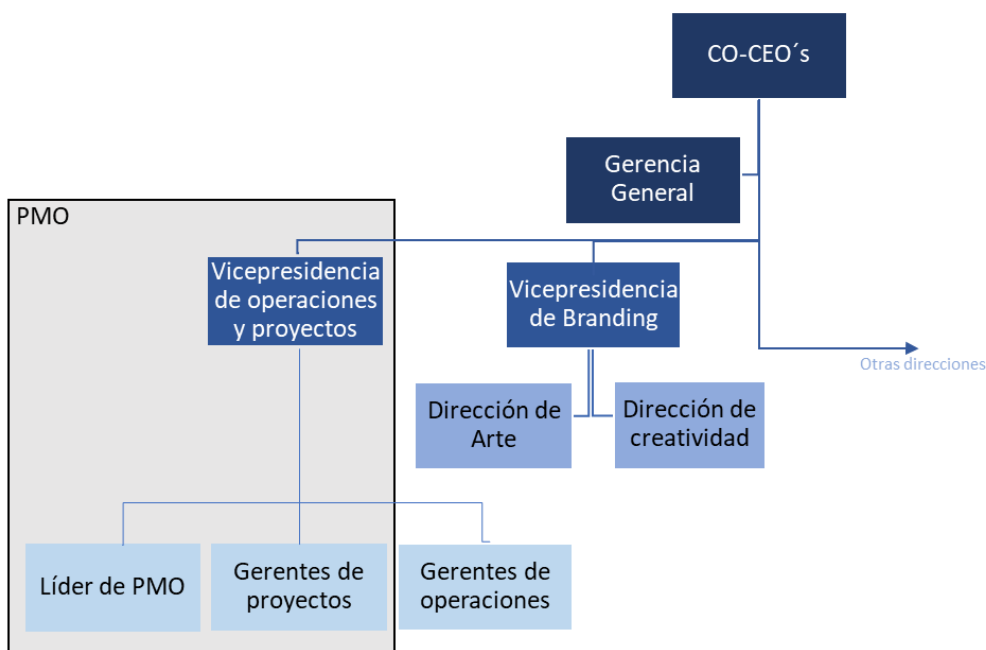 CO-CEO´s
Gerencia
General
PMO
Vicepresidencia
de operaciones
y proyectos
Vicepresidencia
de Branding
Otras direcciones
Dirección de
Arte
Dirección de
creatividad
Líder de PMO
Gerentes de
proyectos
Gerentes de
operaciones